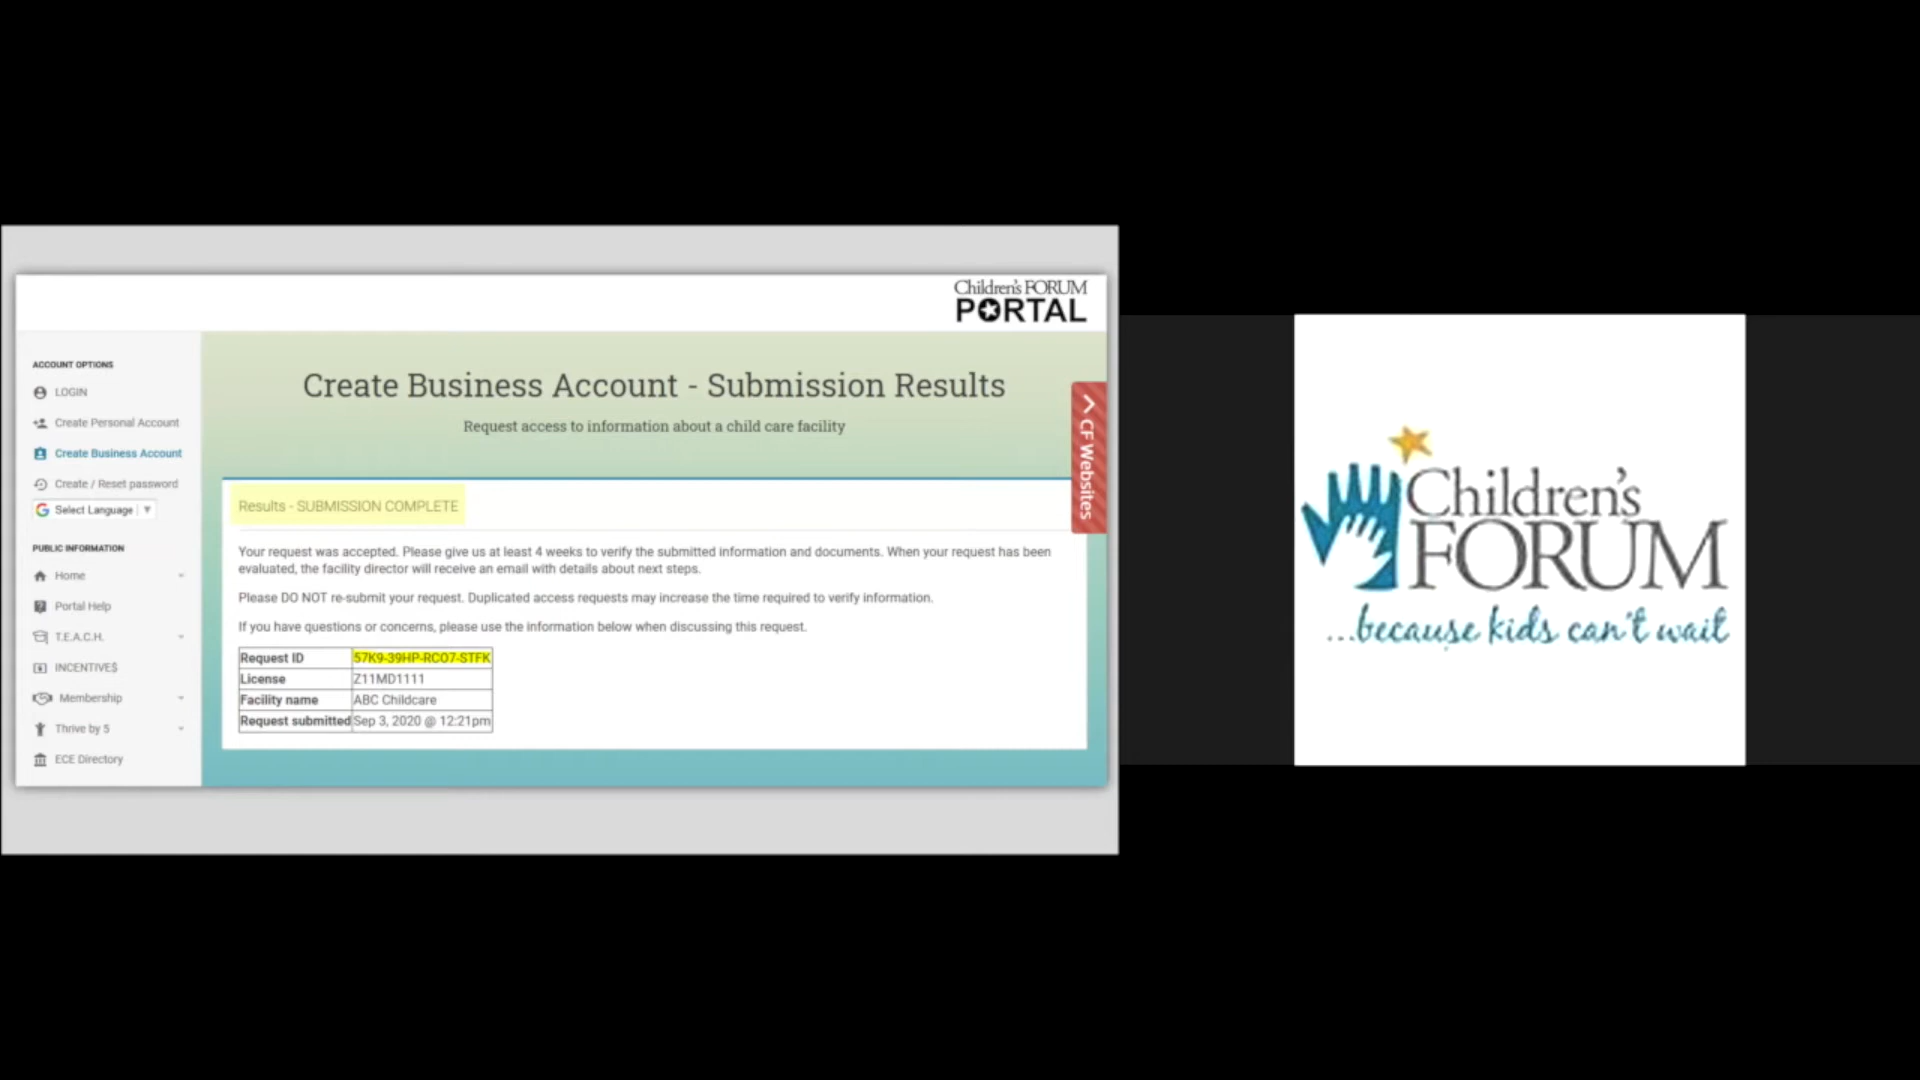 Children's FORUM
PORTAL
ACCOUNT OPTIONS
LOGIN
Create Personal Account
Create Business Account
Create / Reset password
Select Language
PUBLIC INFORMATION
Home
Portal Help
T.E.A.C.H.
INCENTIVE$
Membership
Thrive by 5
ECE Directory
Create Business Account - Submission Results
Request access to information about a child care facility
CF Websites
Results - SUBMISSION COMPLETE
Your request was accepted. Please give us at least 4 weeks to verify the submitted information and documents. When your request has been
evaluated, the facility director will receive an email with details about next steps.
Please DO NOT re-submit your request. Duplicated access requests may increase the time required to verify information.
If you have questions or concerns, please use the information below when discussing this request.
Request ID 57K9-39HP-RCO7-STFK
License Z11MD1111
Facility name ABC Childcare
Request submitted Sep 3, 2020 @ 12:21pm
Children's
FORUM
...because kids can't wait